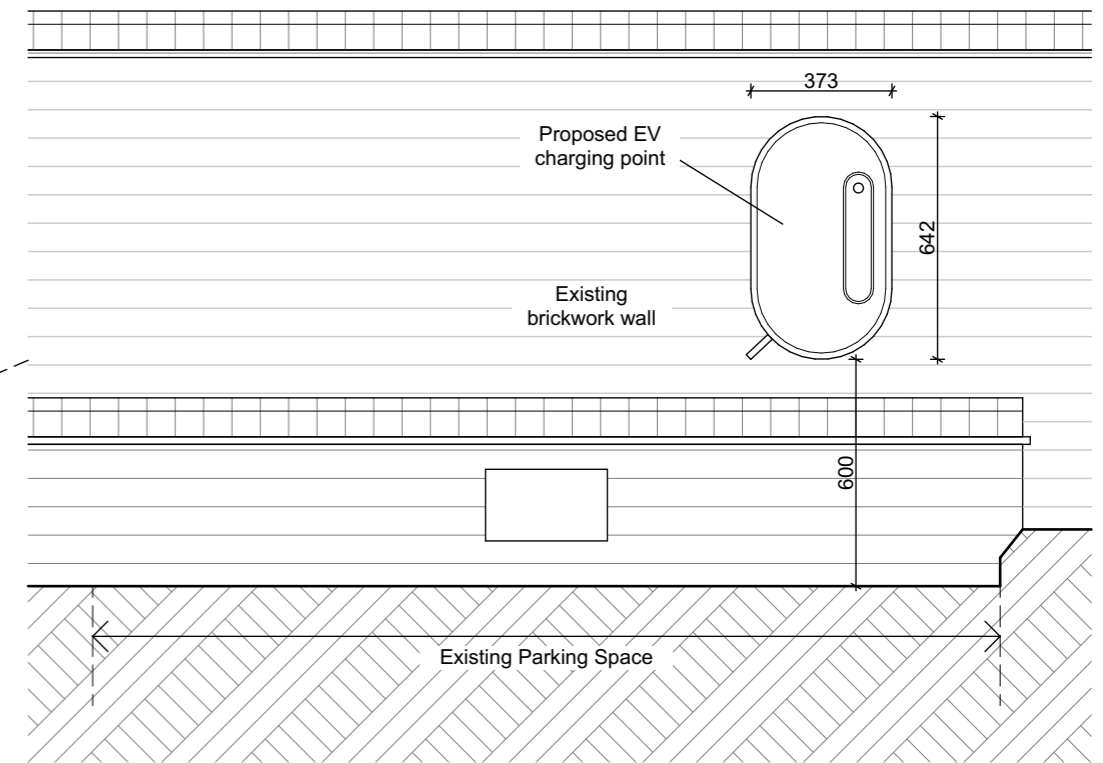 373
Proposed EV
charging point
642
Existing
brickwork wall
600
Existing Parking Space